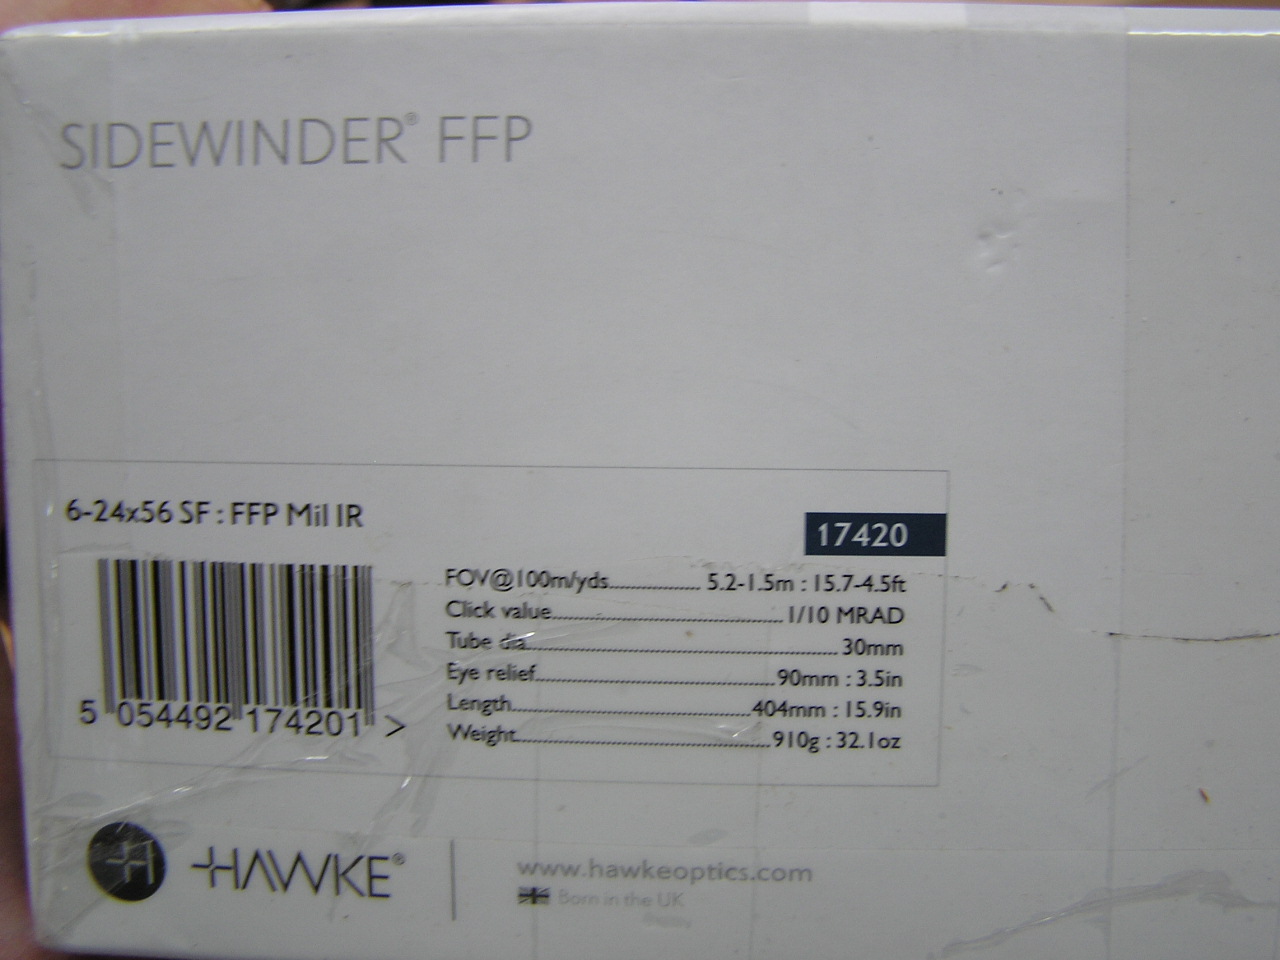 SIDEWINDER® FFP
6-24x56 SF : FFP Mil IR
17420
FOV@100m/yds.................... 5.2-1.5m : 15.7-4.5ft
Click value.................... 1/10 MRAD
Tube dia.................... 30mm
Eye relief.................... 90mm : 3.5in
Length.................... 404mm : 15.9in
Weight.................... 910g : 32.1oz
5 054492 174201 >
HAWKE®
www.hawkeoptics.com
Born in the UK